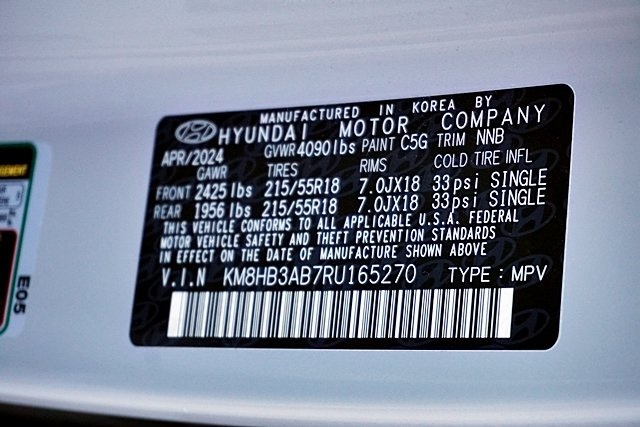 MANUFACTURED IN KOREA BY
HYUNDAI MOTOR COMPANY
APR/2024 GVWR 4090lbs PAINT C5G TRIM NNB
GAWR TIRES RIMS COLD TIRE INFL
FRONT 2425 lbs 215/55R18 7.0JX18 33psi SINGLE
REAR 1956 lbs 215/55R18 7.0JX18 33psi SINGLE
THIS VEHICLE CONFORMS TO ALL APPLICABLE U.S.A. FEDERAL
MOTOR VEHICLE SAFETY AND THEFT PREVENTION STANDARDS
IN EFFECT ON THE DATE OF MANUFACTURE SHOWN ABOVE
V.I.N KM8HB3AB7RU165270 TYPE : MPV
E05